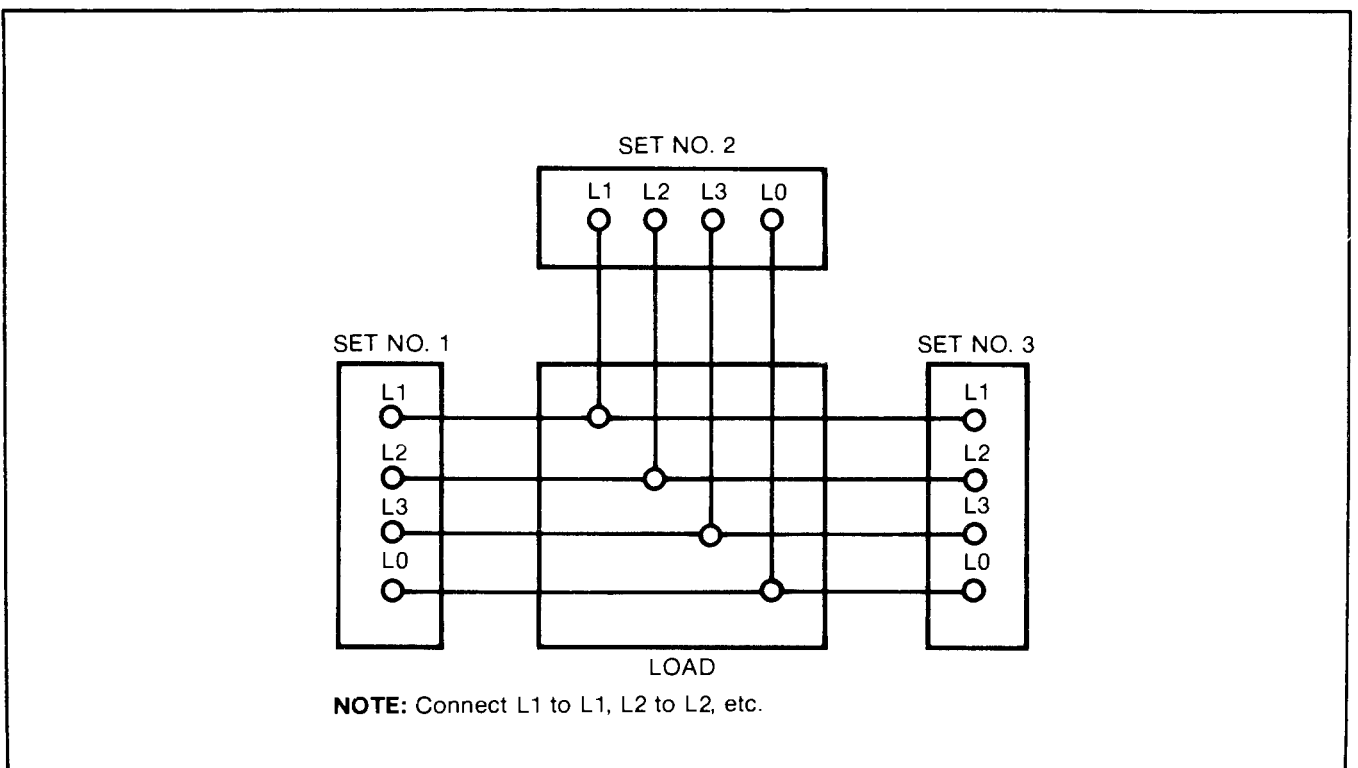 SET NO. 2
L1 L2 L3 L0
SET NO. 1
L1
L2
L3
L0
SET NO. 3
L1
L2
L3
L0
LOAD
NOTE: Connect L1 to L1, L2 to L2, etc.